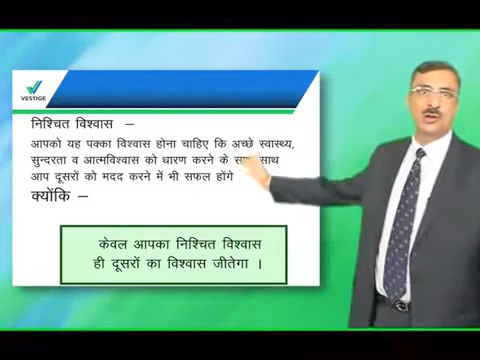 VESTIGE
निश्चित विश्वास –
आपको यह पक्का विश्वास होना चाहिए कि अच्छे स्वास्थ्य,
सुन्दरता व आत्मविश्वास को धारण करने के साथ साथ
आप दूसरों को मदद करने में भी सफल होंगे
क्योंकि –
केवल आपका निश्चित विश्वास
ही दूसरों का विश्वास जीतेगा ।